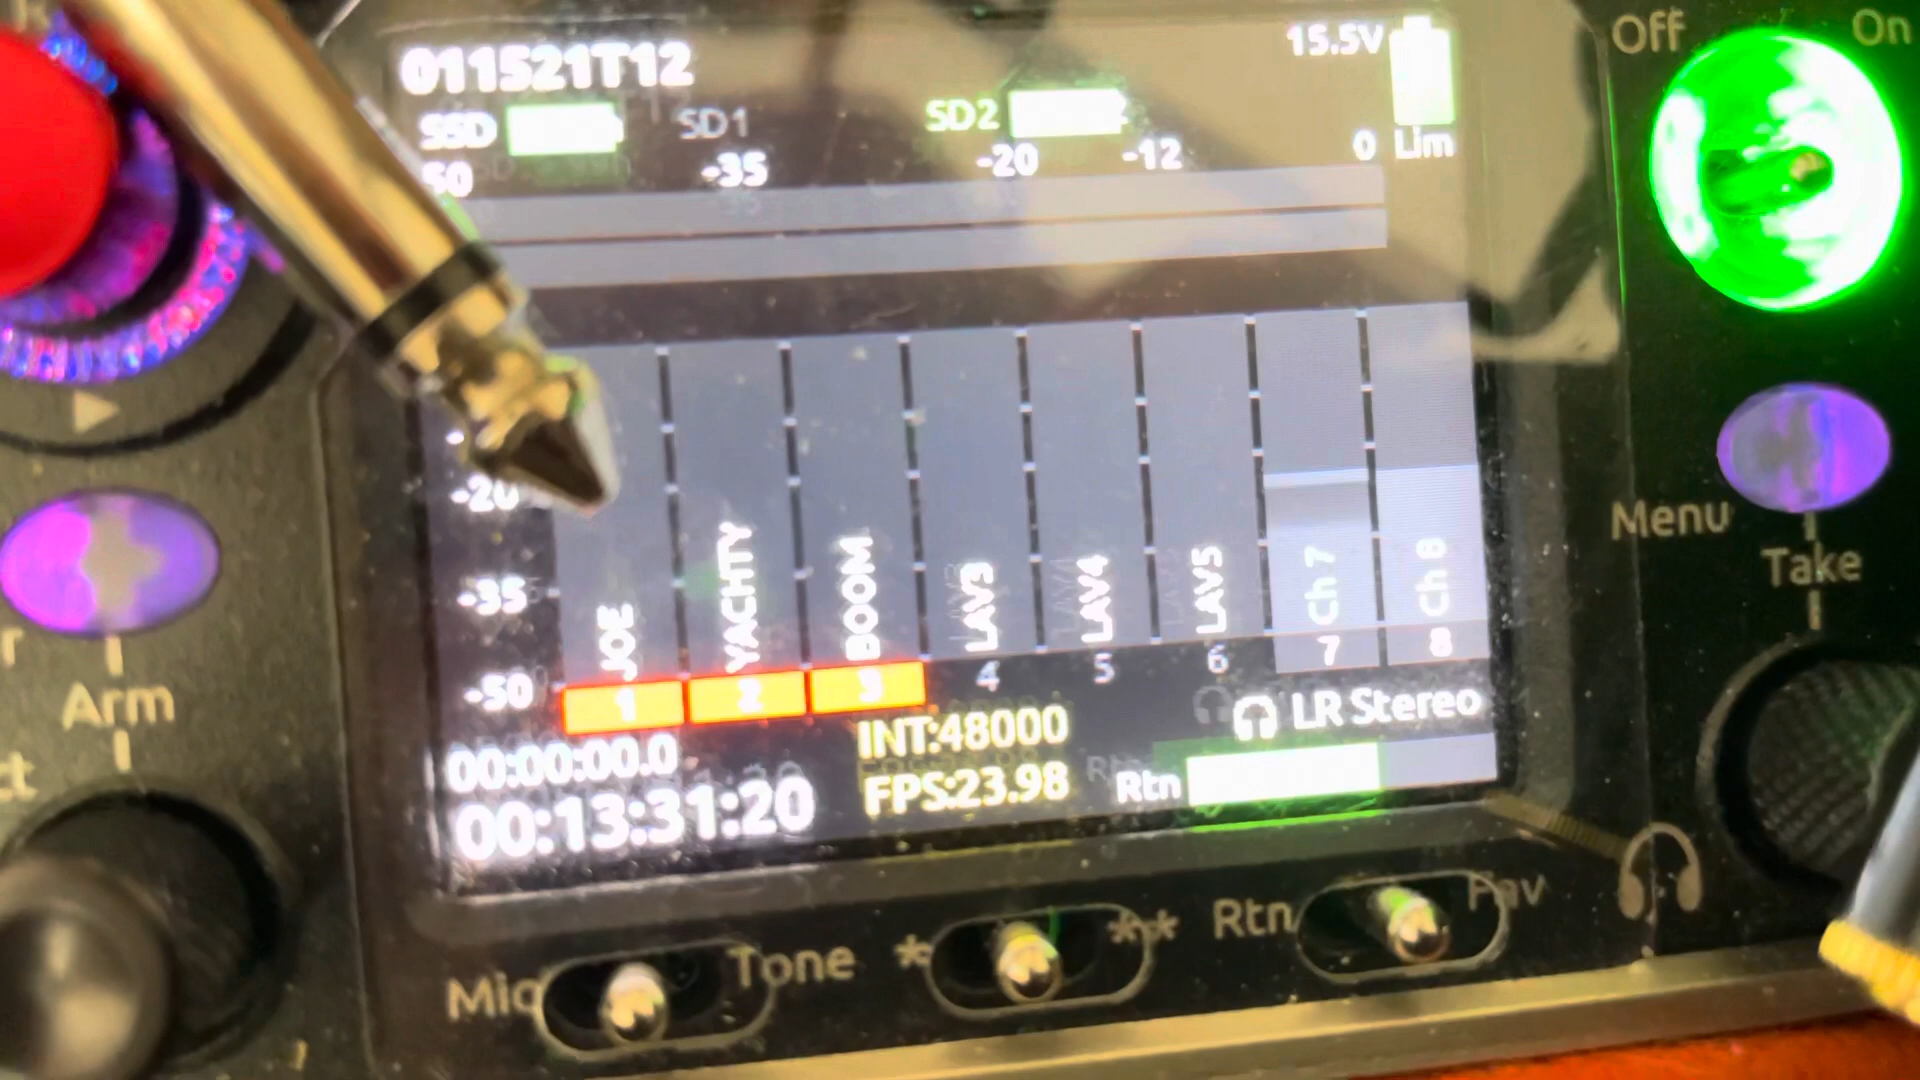 Off On
011521T12 15.5V
SSD SD1 SD2
50 -35 -20 -12 0 Lim
-20
-35
-50
JOE YACHTY BOOM LAV3 LAV4 LAV5 Ch 7 Ch 8
1 2 3 4 5 6 7 8
00:00:00.0 INT:48000 LR Stereo
00:13:31:20 FPS:23.98 Rtn
Menu
Take
Arm
Mic Tone * ** Rtn Fav